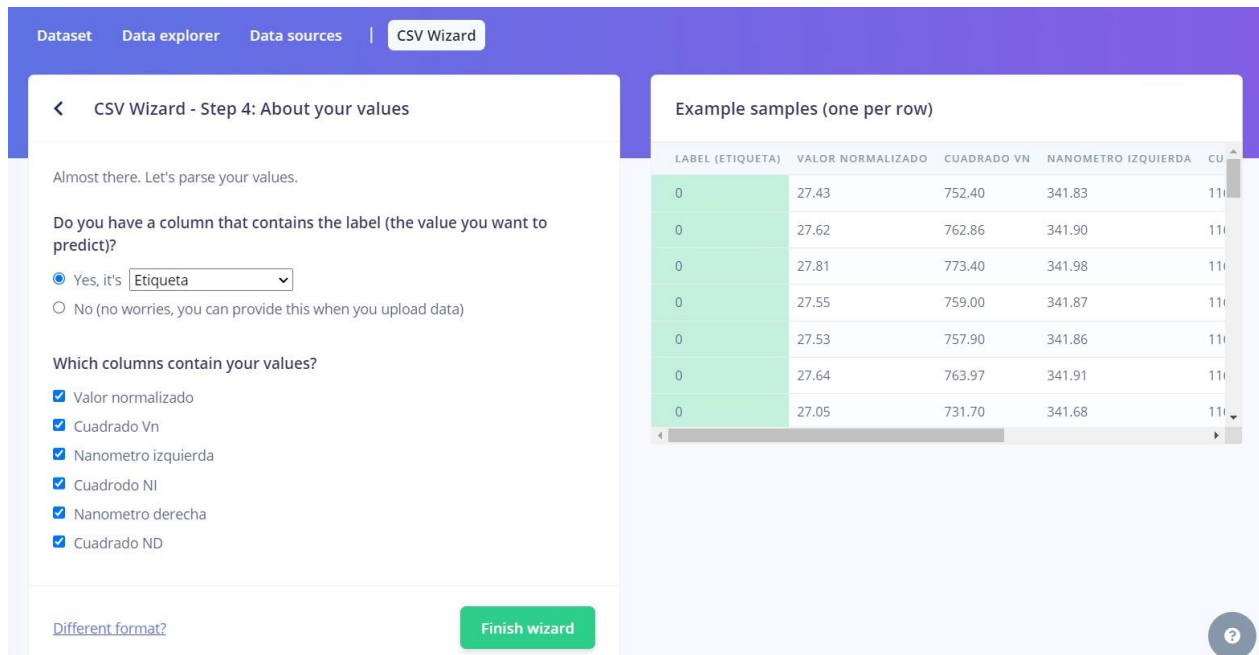 Dataset Data explorer Data sources | CSV Wizard
CSV Wizard - Step 4: About your values
Almost there. Let's parse your values.
Do you have a column that contains the label (the value you want to
predict)?
Yes, it's Etiqueta
No (no worries, you can provide this when you upload data)
Which columns contain your values?
Valor normalizado
Cuadrado Vn
Nanometro izquierda
Cuadrodo NI
Nanometro derecha
Cuadrado ND
Different format?
Finish wizard
Example samples (one per row)
LABEL (ETIQUETA) VALOR NORMALIZADO CUADRADO VN NANOMETRO IZQUIERDA CU
0 27.43 752.40 341.83
0 27.62 762.86 341.90
0 27.81 773.40 341.98
0 27.55 759.00 341.87
0 27.53 757.90 341.86
0 27.64 763.97 341.91
0 27.05 731.70 341.68
?